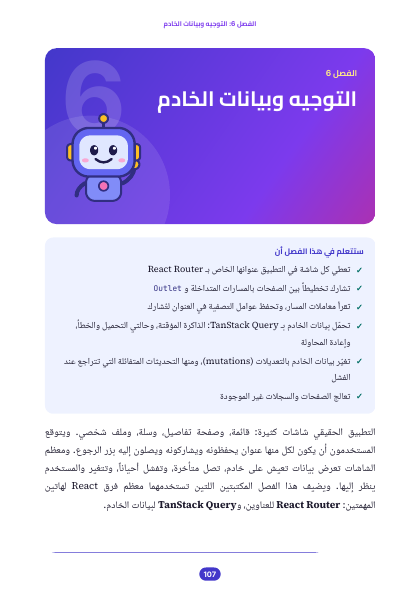 الفصل 6: التوجيه وبيانات الخادم
6
الفصل 6
التوجيه وبيانات الخادم
ستتعلم في هذا الفصل أن
✓ تعطي كل شاشة في التطبيق عنوانها الخاص بـ React Router
✓ تشارك تخطيطاً بين الصفحات بالمسارات المتداخلة و Outlet
✓ تقرأ معاملات المسار، وتحفظ عوامل التصفية في العنوان لتُشارك
✓ تحمّل بيانات الخادم بـ TanStack Query: الذاكرة المؤقتة، وحالتي التحميل والخطأ،
وإعادة المحاولة
✓ تغيّر بيانات الخادم بالتعديلات (mutations)، ومنها التحديثات المتفائلة التي تتراجع عند
الفشل
✓ تعالج الصفحات والسجلات غير الموجودة
التطبيق الحقيقي شاشات كثيرة: قائمة، وصفحة تفاصيل، وسلة، وملف شخصي. ويتوقع
المستخدمون أن يكون لكل منها عنوان يحفظونه ويشاركونه ويصلون إليه بزر الرجوع. ومعظم
الشاشات تعرض بيانات تعيش على خادم، تصل متأخرة، وتفشل أحياناً، وتتغير والمستخدم
ينظر إليها. ويضيف هذا الفصل المكتبتين اللتين تستخدمهما معظم فرق React لهاتين
المهمتين: React Router للعناوين، وTanStack Query لبيانات الخادم.
107